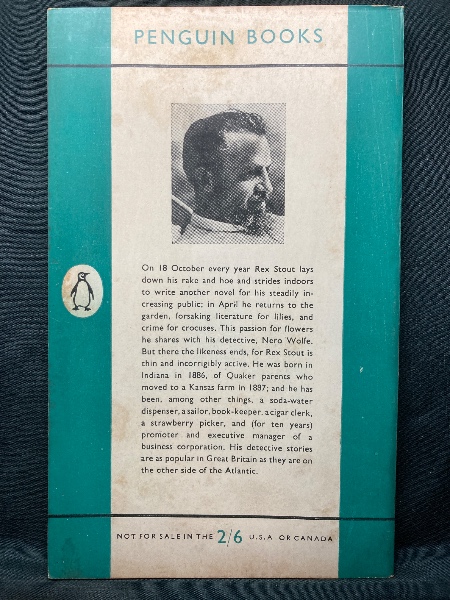 PENGUIN BOOKS
On 18 October every year Rex Stout lays
down his rake and hoe and strides indoors
to write another novel for his steadily in-
creasing public; in April he returns to the
garden, forsaking literature for lilies, and
crime for crocuses. This passion for flowers
he shares with his detective, Nero Wolfe.
But there the likeness ends, for Rex Stout is
thin and incorrigibly active. He was born in
Indiana in 1886, of Quaker parents who
moved to a Kansas farm in 1887; and he has
been, among other things, a soda-water
dispenser, a sailor, book-keeper, a cigar clerk,
a strawberry picker, and (for ten years)
promoter and executive manager of a
business corporation. His detective stories
are as popular in Great Britain as they are on
the other side of the Atlantic.
NOT FOR SALE IN THE 2/6 U.S.A OR CANADA